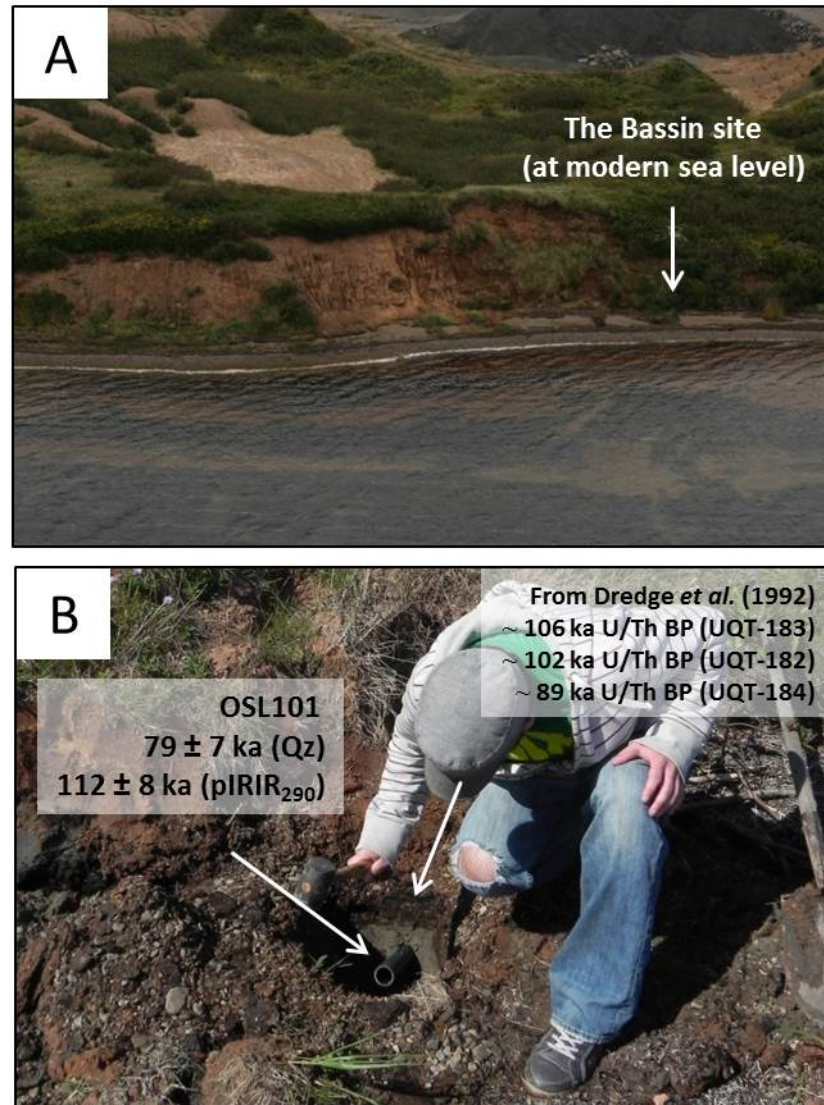 A
The Bassin site
(at modern sea level)
B
From Dredge et al. (1992)
~ 106 ka U/Th BP (UQT-183)
~ 102 ka U/Th BP (UQT-182)
~ 89 ka U/Th BP (UQT-184)
OSL101
79 ± 7 ka (Qz)
112 ± 8 ka (pIRIR₂₉₀)